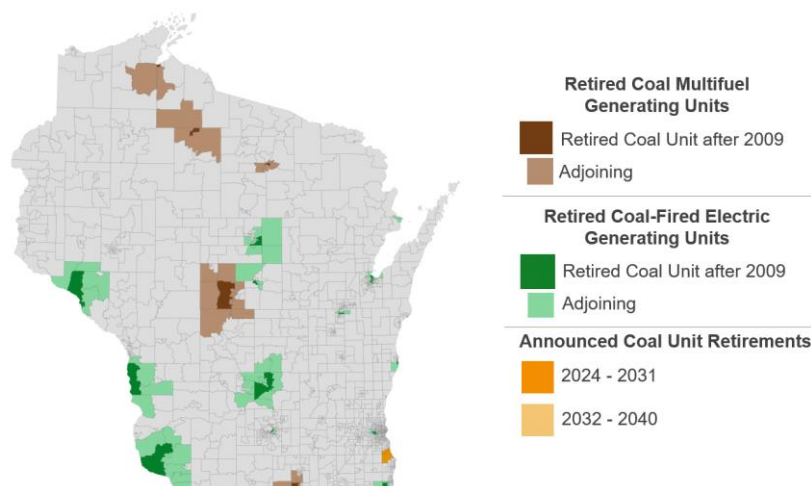 Retired Coal Multifuel
Generating Units
Retired Coal Unit after 2009
Adjoining
Retired Coal-Fired Electric
Generating Units
Retired Coal Unit after 2009
Adjoining
Announced Coal Unit Retirements
2024 - 2031
2032 - 2040